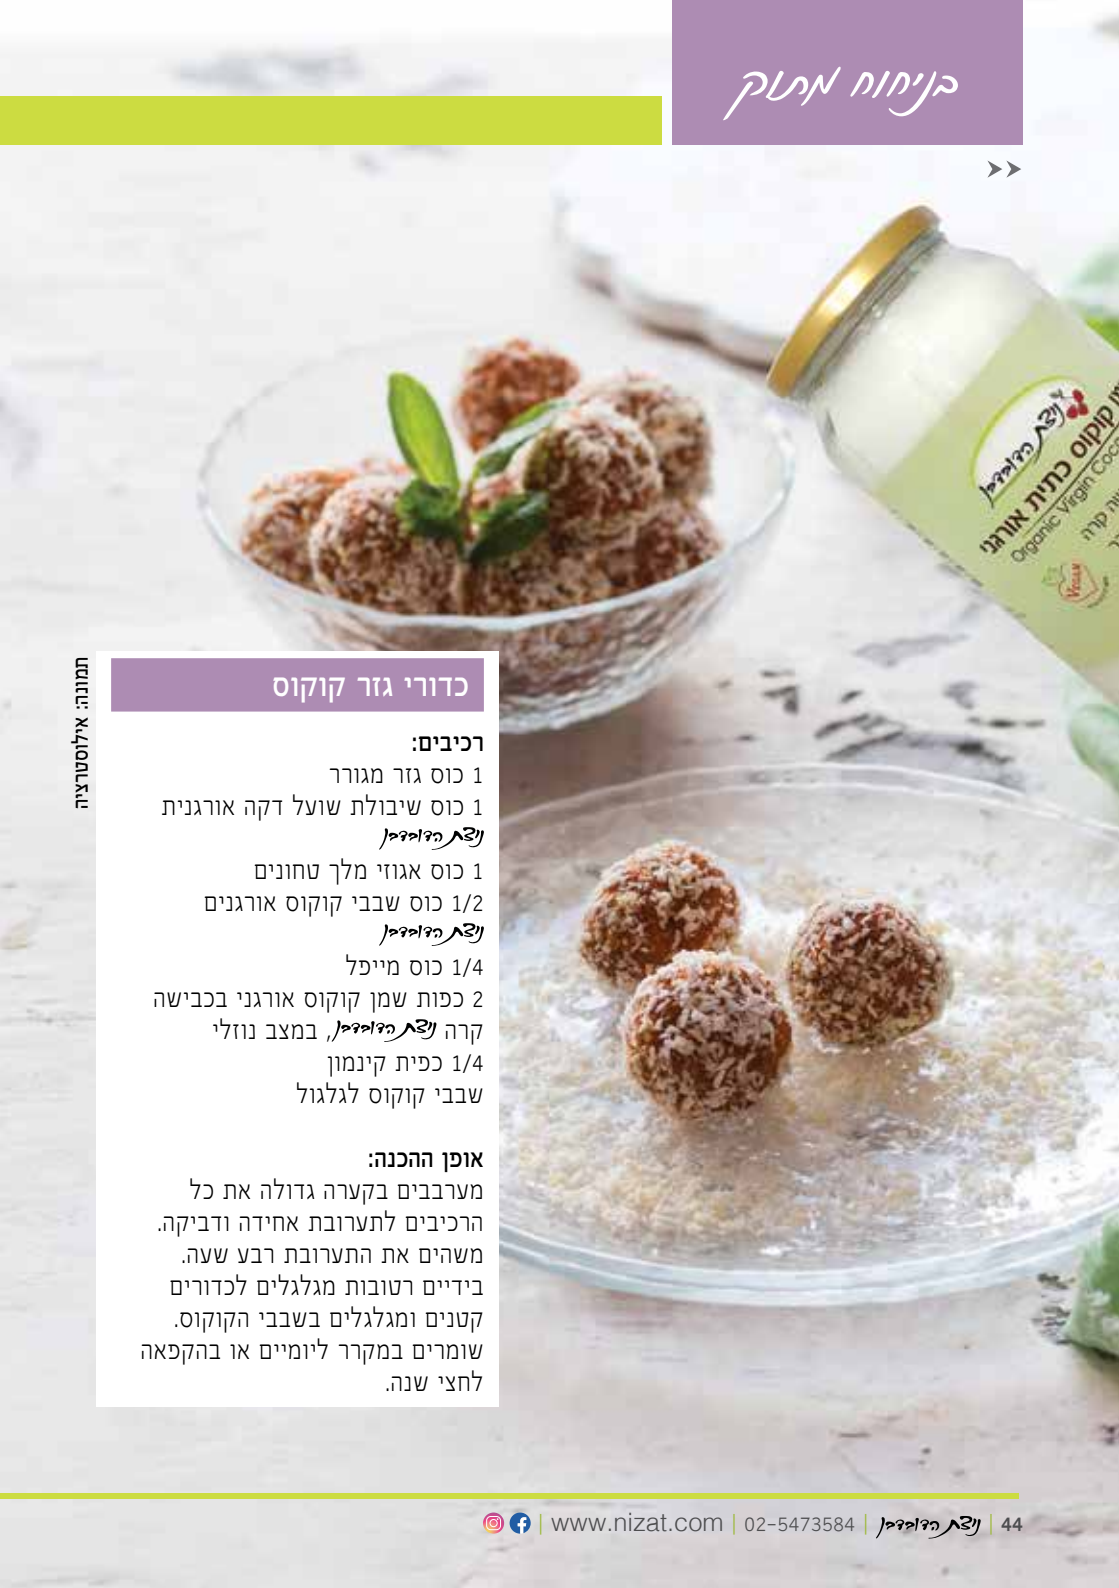 בניחוח מתוק
ניצת הדובדבן
קוקוס כתית אורגני
Organic Virgin
קרה
VEGAN
תמונה: אילוסטרציה
כדורי גזר קוקוס
רכיבים:
1 כוס גזר מגורר
1 כוס שיבולת שועל דקה אורגנית
ניצת הדובדבן
1 כוס אגוזי מלך טחונים
1/2 כוס שבבי קוקוס אורגנים
ניצת הדובדבן
1/4 כוס מייפל
2 כפות שמן קוקוס אורגני בכבישה
קרה ניצת הדובדבן, במצב נוזלי
1/4 כפית קינמון
שבבי קוקוס לגלגול
אופן ההכנה:
מערבבים בקערה גדולה את כל
הרכיבים לתערובת אחידה ודביקה.
משהים את התערובת רבע שעה.
בידיים רטובות מגלגלים לכדורים
קטנים ומגלגלים בשבבי הקוקוס.
שומרים במקרר ליומיים או בהקפאה
לחצי שנה.
44 | ניצת הדובדבן | 02-5473584 | www.nizat.com |